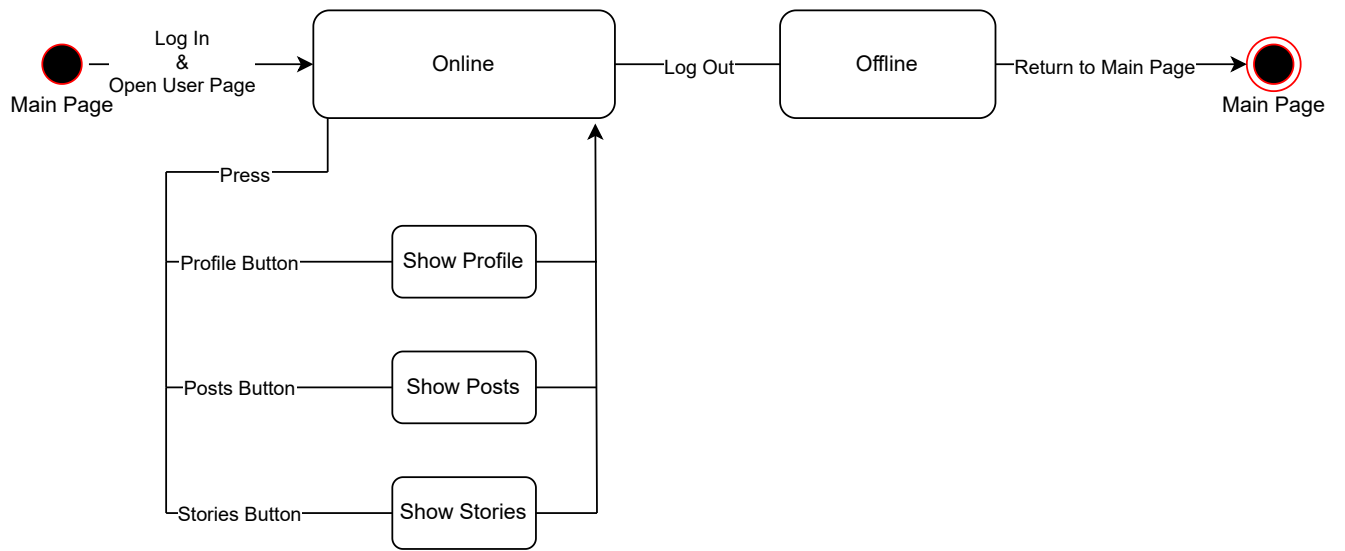 Main Page
Log In
&
Open User Page
Online
Log Out
Offline
Return to Main Page
Main Page
Press
Profile Button
Show Profile
Posts Button
Show Posts
Stories Button
Show Stories